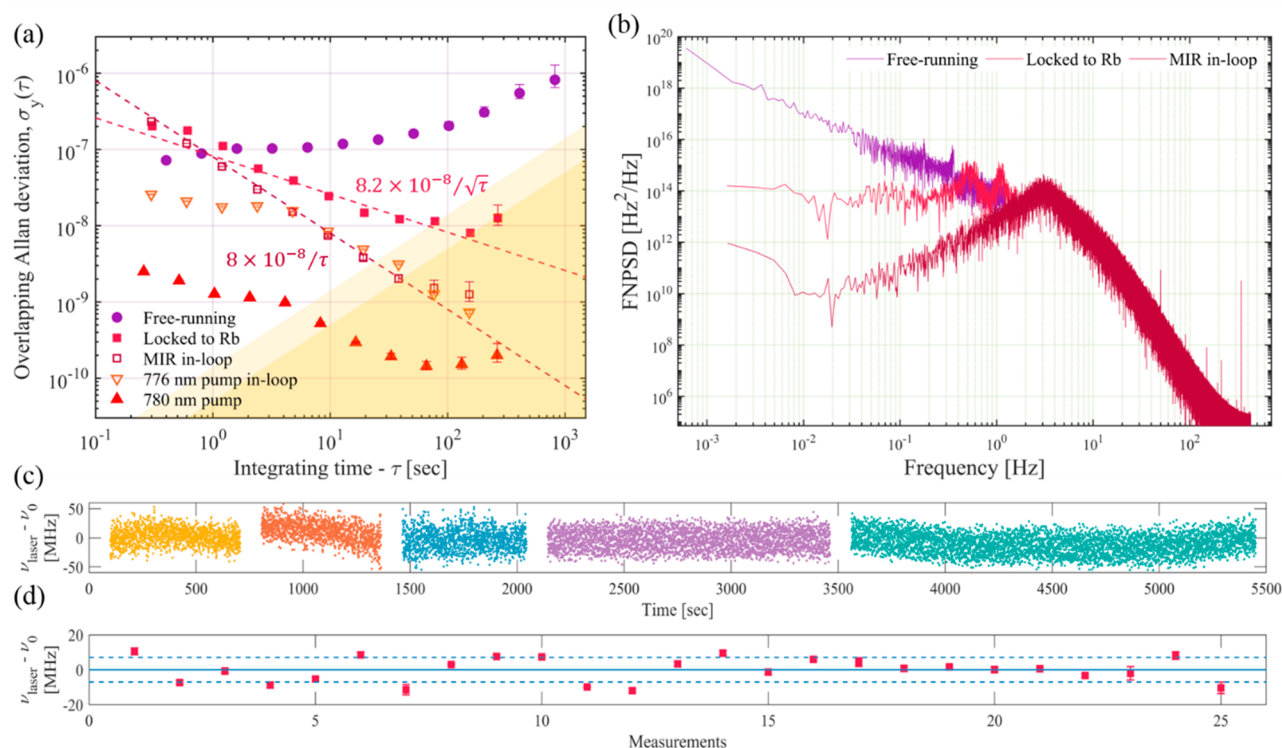 (a)
Overlapping Allan deviation, σ_y(τ)
10^-6
10^-7
10^-8
10^-9
10^-10
8.2 × 10^-8/√τ
8 × 10^-8/τ
Free-running
Locked to Rb
MIR in-loop
776 nm pump in-loop
780 nm pump
10^-1 10^0 10^1 10^2 10^3
Integrating time - τ [sec]
(b)
FNPSD [Hz^2/Hz]
10^20
10^18
10^16
10^14
10^12
10^10
10^8
10^6
Free-running Locked to Rb MIR in-loop
10^-3 10^-2 10^-1 10^0 10^1 10^2
Frequency [Hz]
(c)
ν_laser - ν_0
[MHz]
50
0
-50
0 500 1000 1500 2000 2500 3000 3500 4000 4500 5000 5500
Time [sec]
(d)
ν_laser - ν_0
[MHz]
20
10
0
-20
0 5 10 15 20 25
Measurements